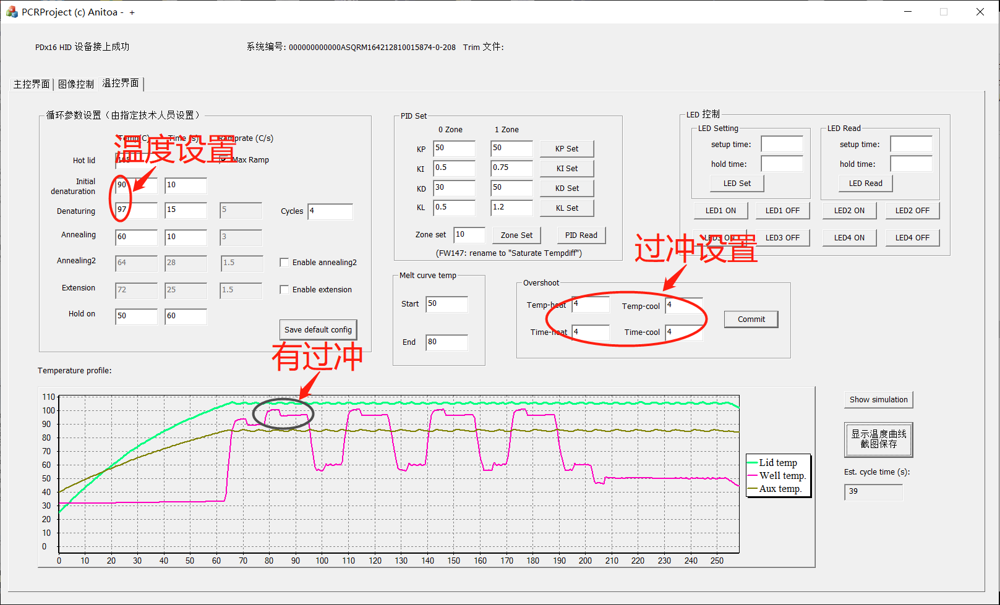 PCRProject (c) Anitoa - +
PDx16 HID 设备接上成功
系统编号: 000000000000ASQRM164212810015874-0-208 Trim 文件:
主控界面 图像控制 温控界面
循环参数设置（由指定技术人员设置）
Temp(C) Time (s) Ramprate (C/s)
温度设置
Hot lid 105 Max Ramp
Initial denaturation 90 10
Denaturing 97 15 5 Cycles 4
Annealing 60 10 3
Annealing2 64 28 1.5 Enable annealing2
Extension 72 25 1.5 Enable extension
Hold on 50 60
Save default config
PID Set
0 Zone 1 Zone
KP 50 50 KP Set
KI 0.5 0.75 KI Set
KD 30 50 KD Set
KL 0.5 1.2 KL Set
Zone set 10 Zone Set PID Read
(FW147: rename to "Saturate Tempdiff")
LED 控制
LED Setting
setup time:
hold time:
LED Set
LED Read
setup time:
hold time:
LED Read
LED1 ON LED1 OFF LED2 ON LED2 OFF
LED3 ON LED3 OFF LED4 ON LED4 OFF
过冲设置
Melt curve temp
Start 50
End 80
Overshoot
Temp-heat 4 Temp-cool 4
Time-heat 4 Time-cool 4
Commit
有过冲
Temperature profile:
110
100
90
80
70
60
50
40
30
20
10
0
0 10 20 30 40 50 60 70 80 90 100 110 120 130 140 150 160 170 180 190 200 210 220 230 240 250
Lid temp
Well temp.
Aux temp.
Show simulation
显示温度曲线
截图保存
Est. cycle time (s):
39